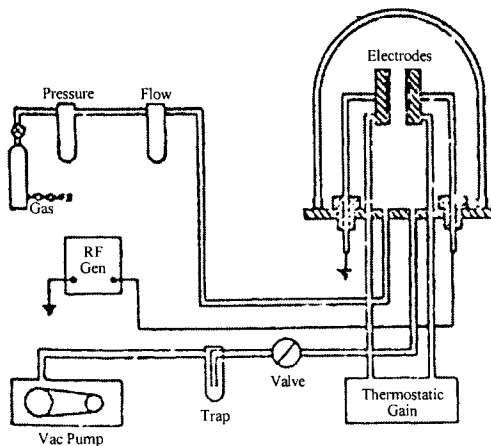 Electrodes
Pressure
Flow
Gas
RF
Gen
Valve
Trap
Thermostatic
Gain
Vac Pump